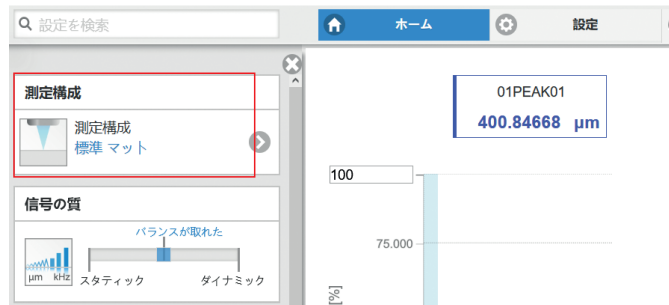 設定を検索
ホーム
設定
測定構成
測定構成
標準 マット
信号の質
バランスが取れた
µm kHz
スタティック
ダイナミック
01PEAK01
400.84668 µm
100
75.000
[%]